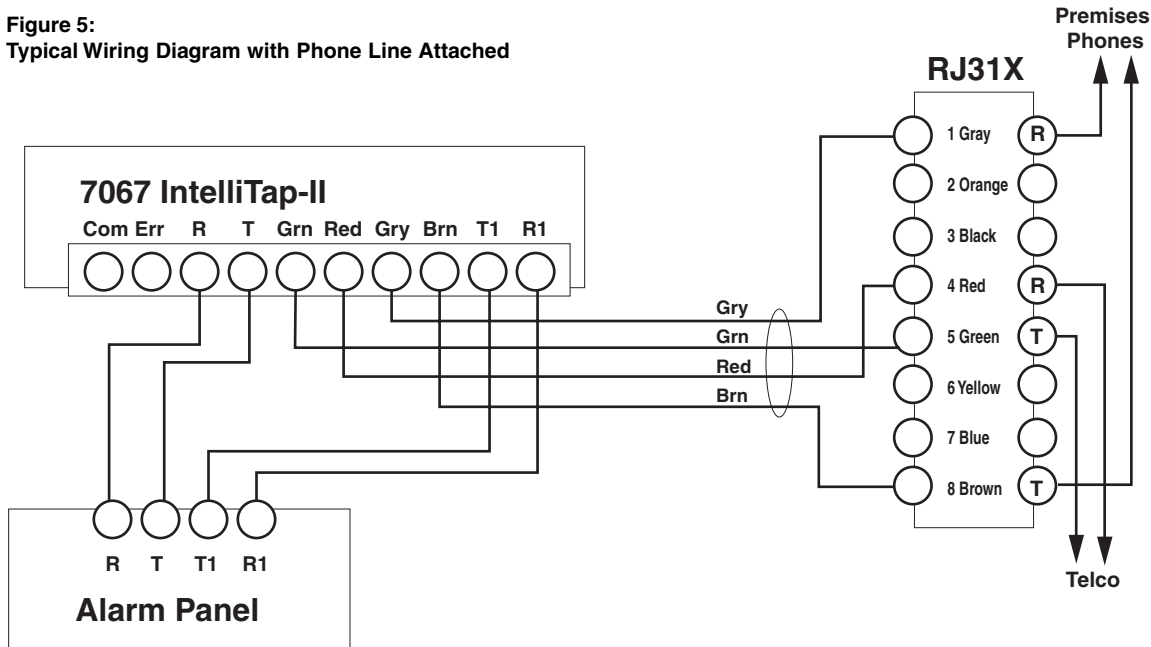 Figure 5:
Typical Wiring Diagram with Phone Line Attached
Premises
Phones
RJ31X
1 Gray R
2 Orange
3 Black
4 Red R
5 Green T
6 Yellow
7 Blue
8 Brown T
Telco
7067 IntelliTap-II
Com Err R T Grn Red Gry Brn T1 R1
Gry
Grn
Red
Brn
R T T1 R1
Alarm Panel